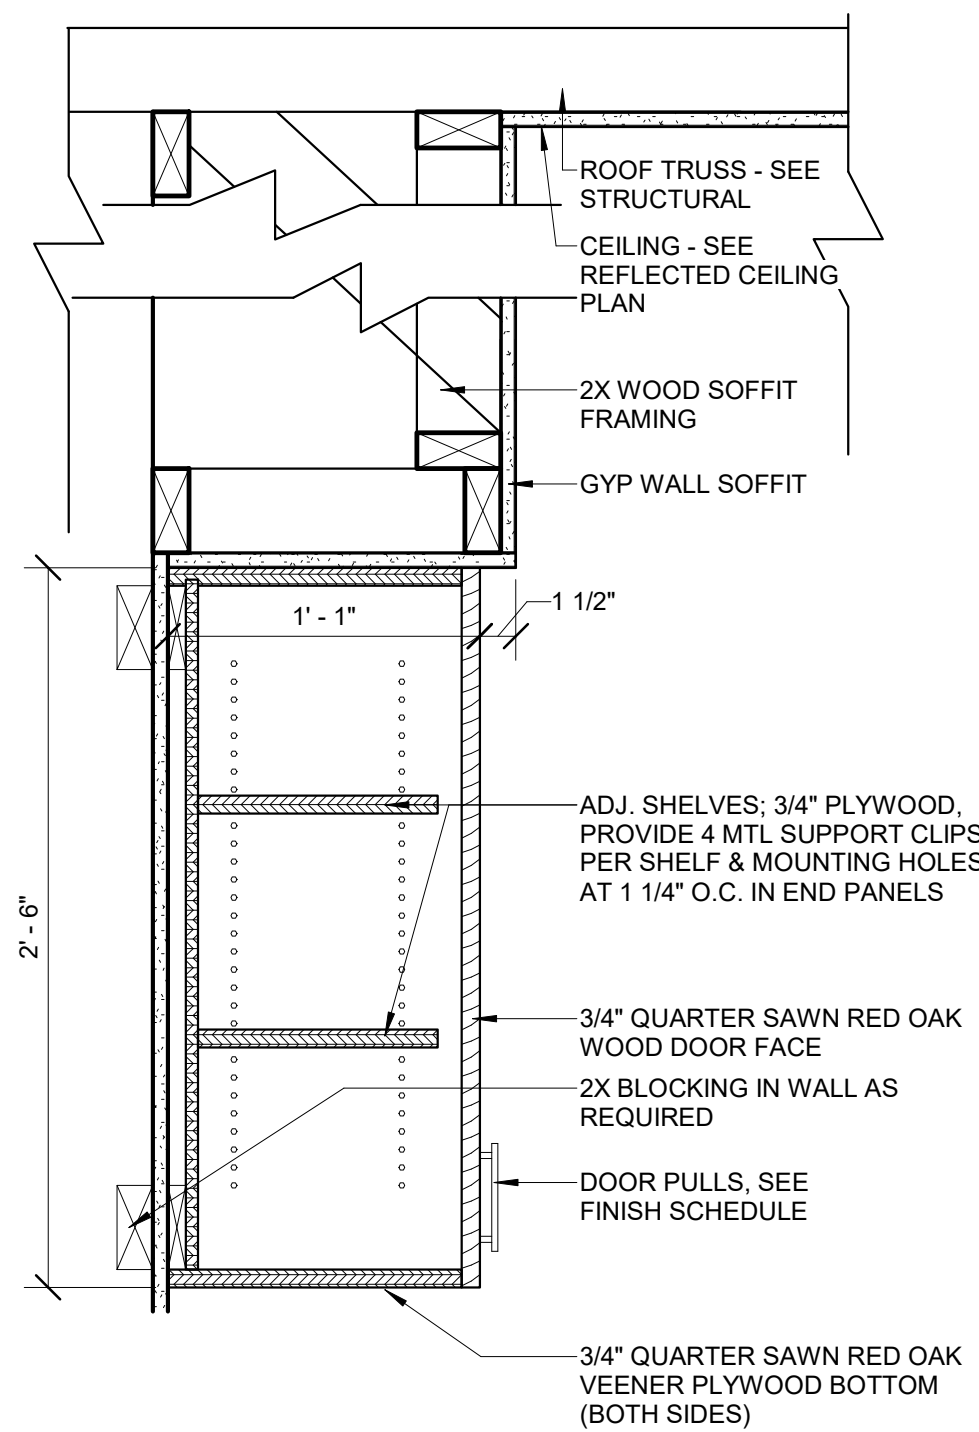 ROOF TRUSS - SEE
STRUCTURAL
CEILING - SEE
REFLECTED CEILING
PLAN
2X WOOD SOFFIT
FRAMING
GYP WALL SOFFIT
1' - 1"
1 1/2"
ADJ. SHELVES; 3/4" PLYWOOD,
PROVIDE 4 MTL SUPPORT CLIPS
PER SHELF & MOUNTING HOLES
AT 1 1/4" O.C. IN END PANELS
2' - 6"
3/4" QUARTER SAWN RED OAK
WOOD DOOR FACE
2X BLOCKING IN WALL AS
REQUIRED
DOOR PULLS, SEE
FINISH SCHEDULE
3/4" QUARTER SAWN RED OAK
VEENER PLYWOOD BOTTOM
(BOTH SIDES)